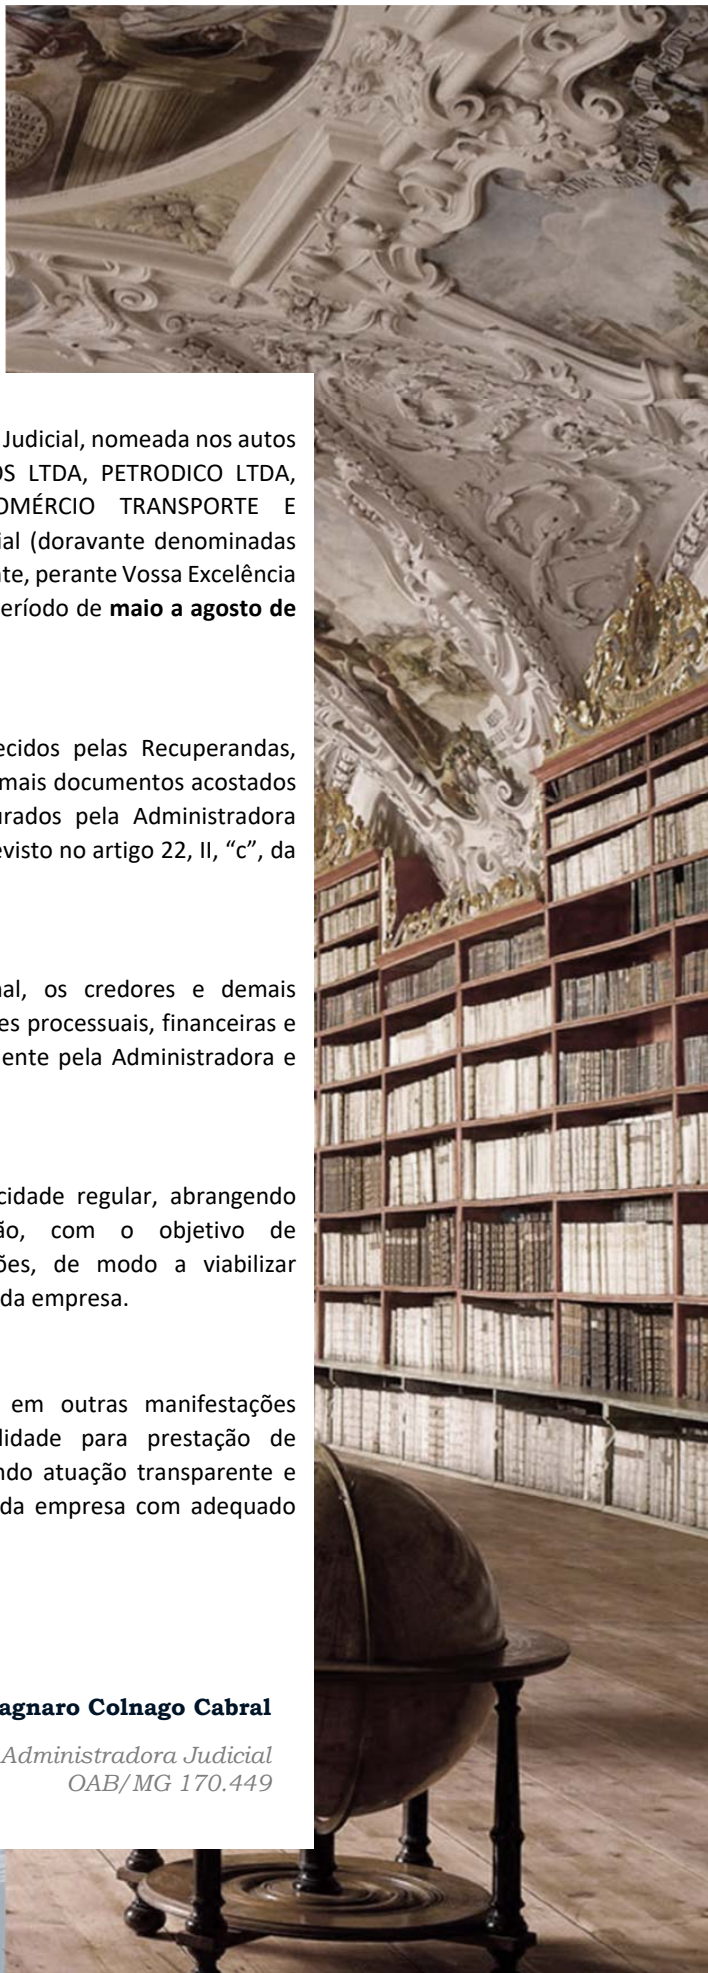 Judicial, nomeada nos autos
OS LTDA, PETRODICO LTDA,
OMÉRCIO TRANSPORTE E
ial (doravante denominadas
te, perante Vossa Excelência
eríodo de maio a agosto de
ecidos pelas Recuperandas,
mais documentos acostados
urados pela Administradora
evisto no artigo 22, II, “c”, da
al, os credores e demais
es processuais, financeiras e
ente pela Administradora e
cidade regular, abrangendo
ão, com o objetivo de
ões, de modo a viabilizar
da empresa.
em outras manifestações
lidade para prestação de
ndo atuação transparente e
da empresa com adequado
agnaro Colnago Cabral
Administradora Judicial
OAB/MG 170.449